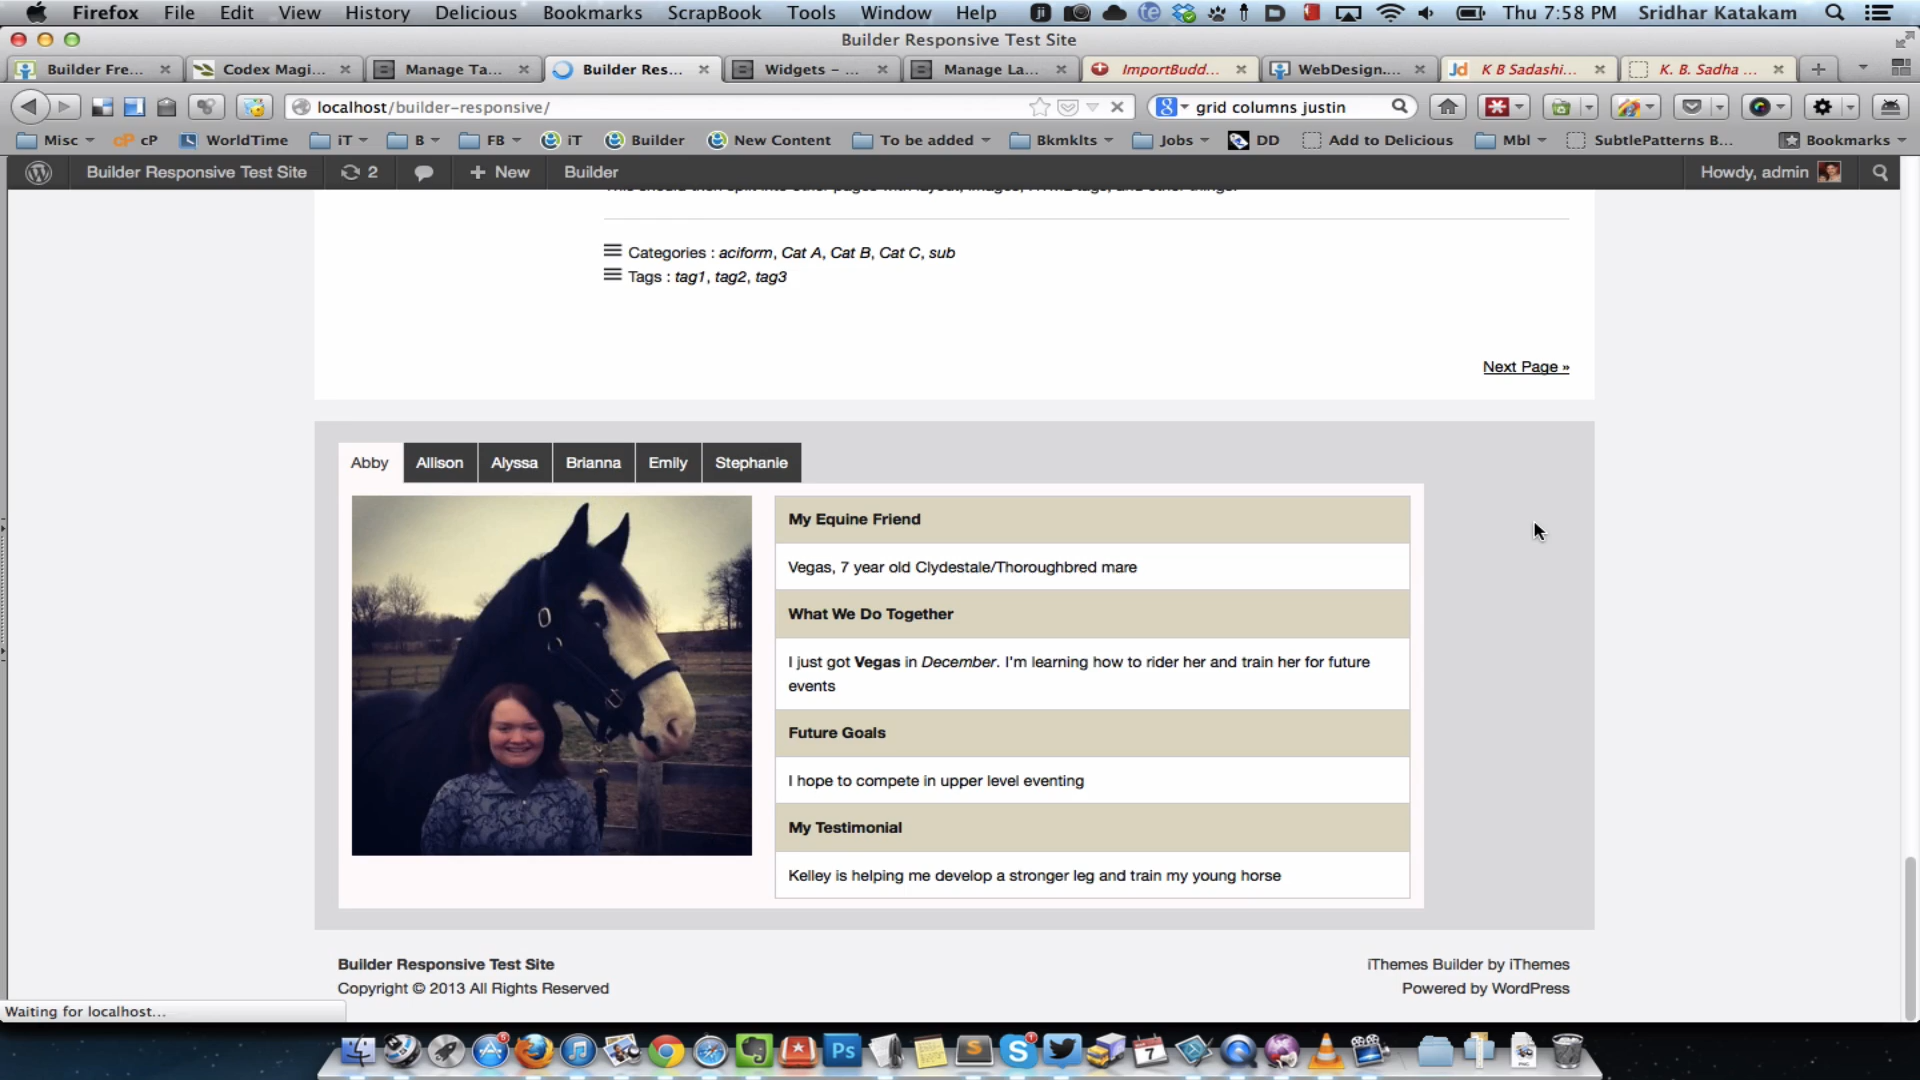 Firefox File Edit View History Delicious Bookmarks ScrapBook Tools Window Help Thu 7:58 PM Sridhar Katakam
Builder Responsive Test Site
Builder Fre... Codex Magi... Manage Ta... Builder Res... Widgets – ... Manage La... ImportBudd... WebDesign.... K B Sadashi... K. B. Sadha ...
localhost/builder-responsive/ grid columns justin
Misc cP WorldTime iT B FB iT Builder New Content To be added Bkmklts Jobs DD Add to Delicious Mbl SubtlePatterns B... Bookmarks
Builder Responsive Test Site 2 New Builder Howdy, admin
Categories : aciform, Cat A, Cat B, Cat C, sub
Tags : tag1, tag2, tag3
Next Page »
Abby Allison Alyssa Brianna Emily Stephanie
My Equine Friend
Vegas, 7 year old Clydestale/Thoroughbred mare
What We Do Together
I just got Vegas in December. I'm learning how to rider her and train her for future
events
Future Goals
I hope to compete in upper level eventing
My Testimonial
Kelley is helping me develop a stronger leg and train my young horse
Builder Responsive Test Site
Copyright © 2013 All Rights Reserved
iThemes Builder by iThemes
Powered by WordPress
Waiting for localhost...
Ps
7